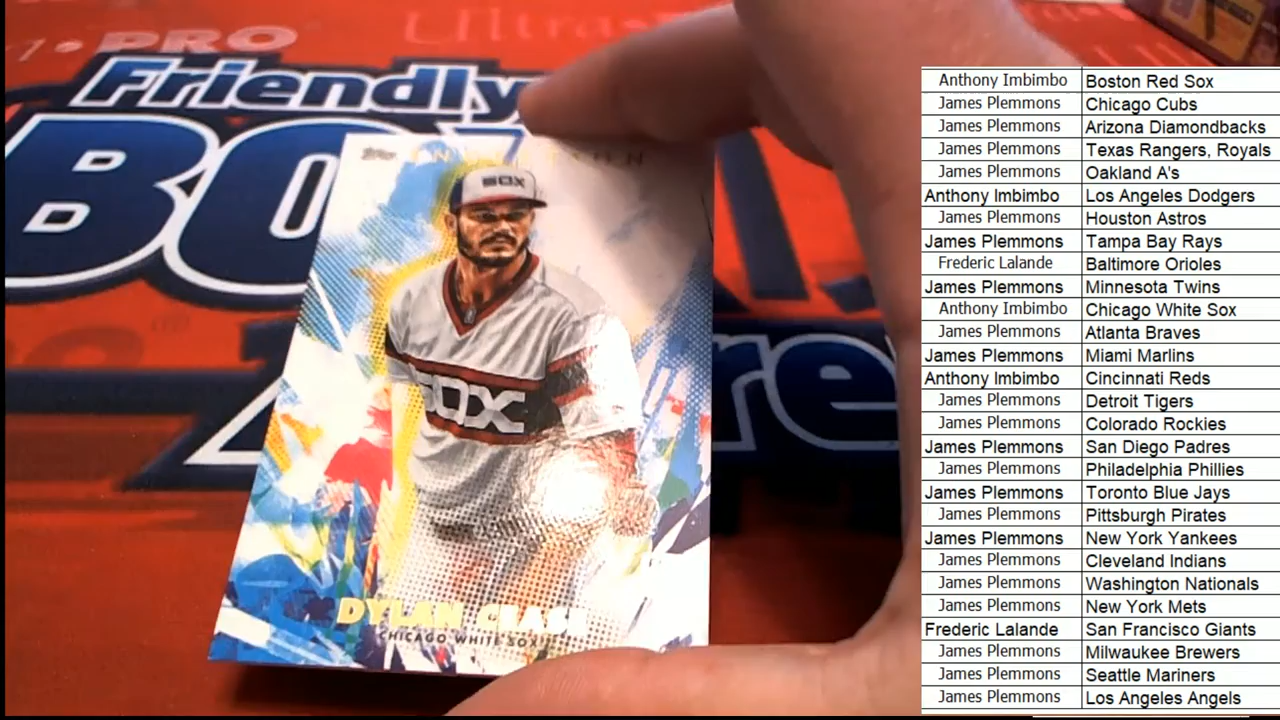 PRO Ultra
Friendly
BO
re
Topps INCEPTION
SOX
SOX
DYLAN CEASE
CHICAGO WHITE SOX
Anthony Imbimbo Boston Red Sox
James Plemmons Chicago Cubs
James Plemmons Arizona Diamondbacks
James Plemmons Texas Rangers, Royals
James Plemmons Oakland A's
Anthony Imbimbo Los Angeles Dodgers
James Plemmons Houston Astros
James Plemmons Tampa Bay Rays
Frederic Lalande Baltimore Orioles
James Plemmons Minnesota Twins
Anthony Imbimbo Chicago White Sox
James Plemmons Atlanta Braves
James Plemmons Miami Marlins
Anthony Imbimbo Cincinnati Reds
James Plemmons Detroit Tigers
James Plemmons Colorado Rockies
James Plemmons San Diego Padres
James Plemmons Philadelphia Phillies
James Plemmons Toronto Blue Jays
James Plemmons Pittsburgh Pirates
James Plemmons New York Yankees
James Plemmons Cleveland Indians
James Plemmons Washington Nationals
James Plemmons New York Mets
Frederic Lalande San Francisco Giants
James Plemmons Milwaukee Brewers
James Plemmons Seattle Mariners
James Plemmons Los Angeles Angels